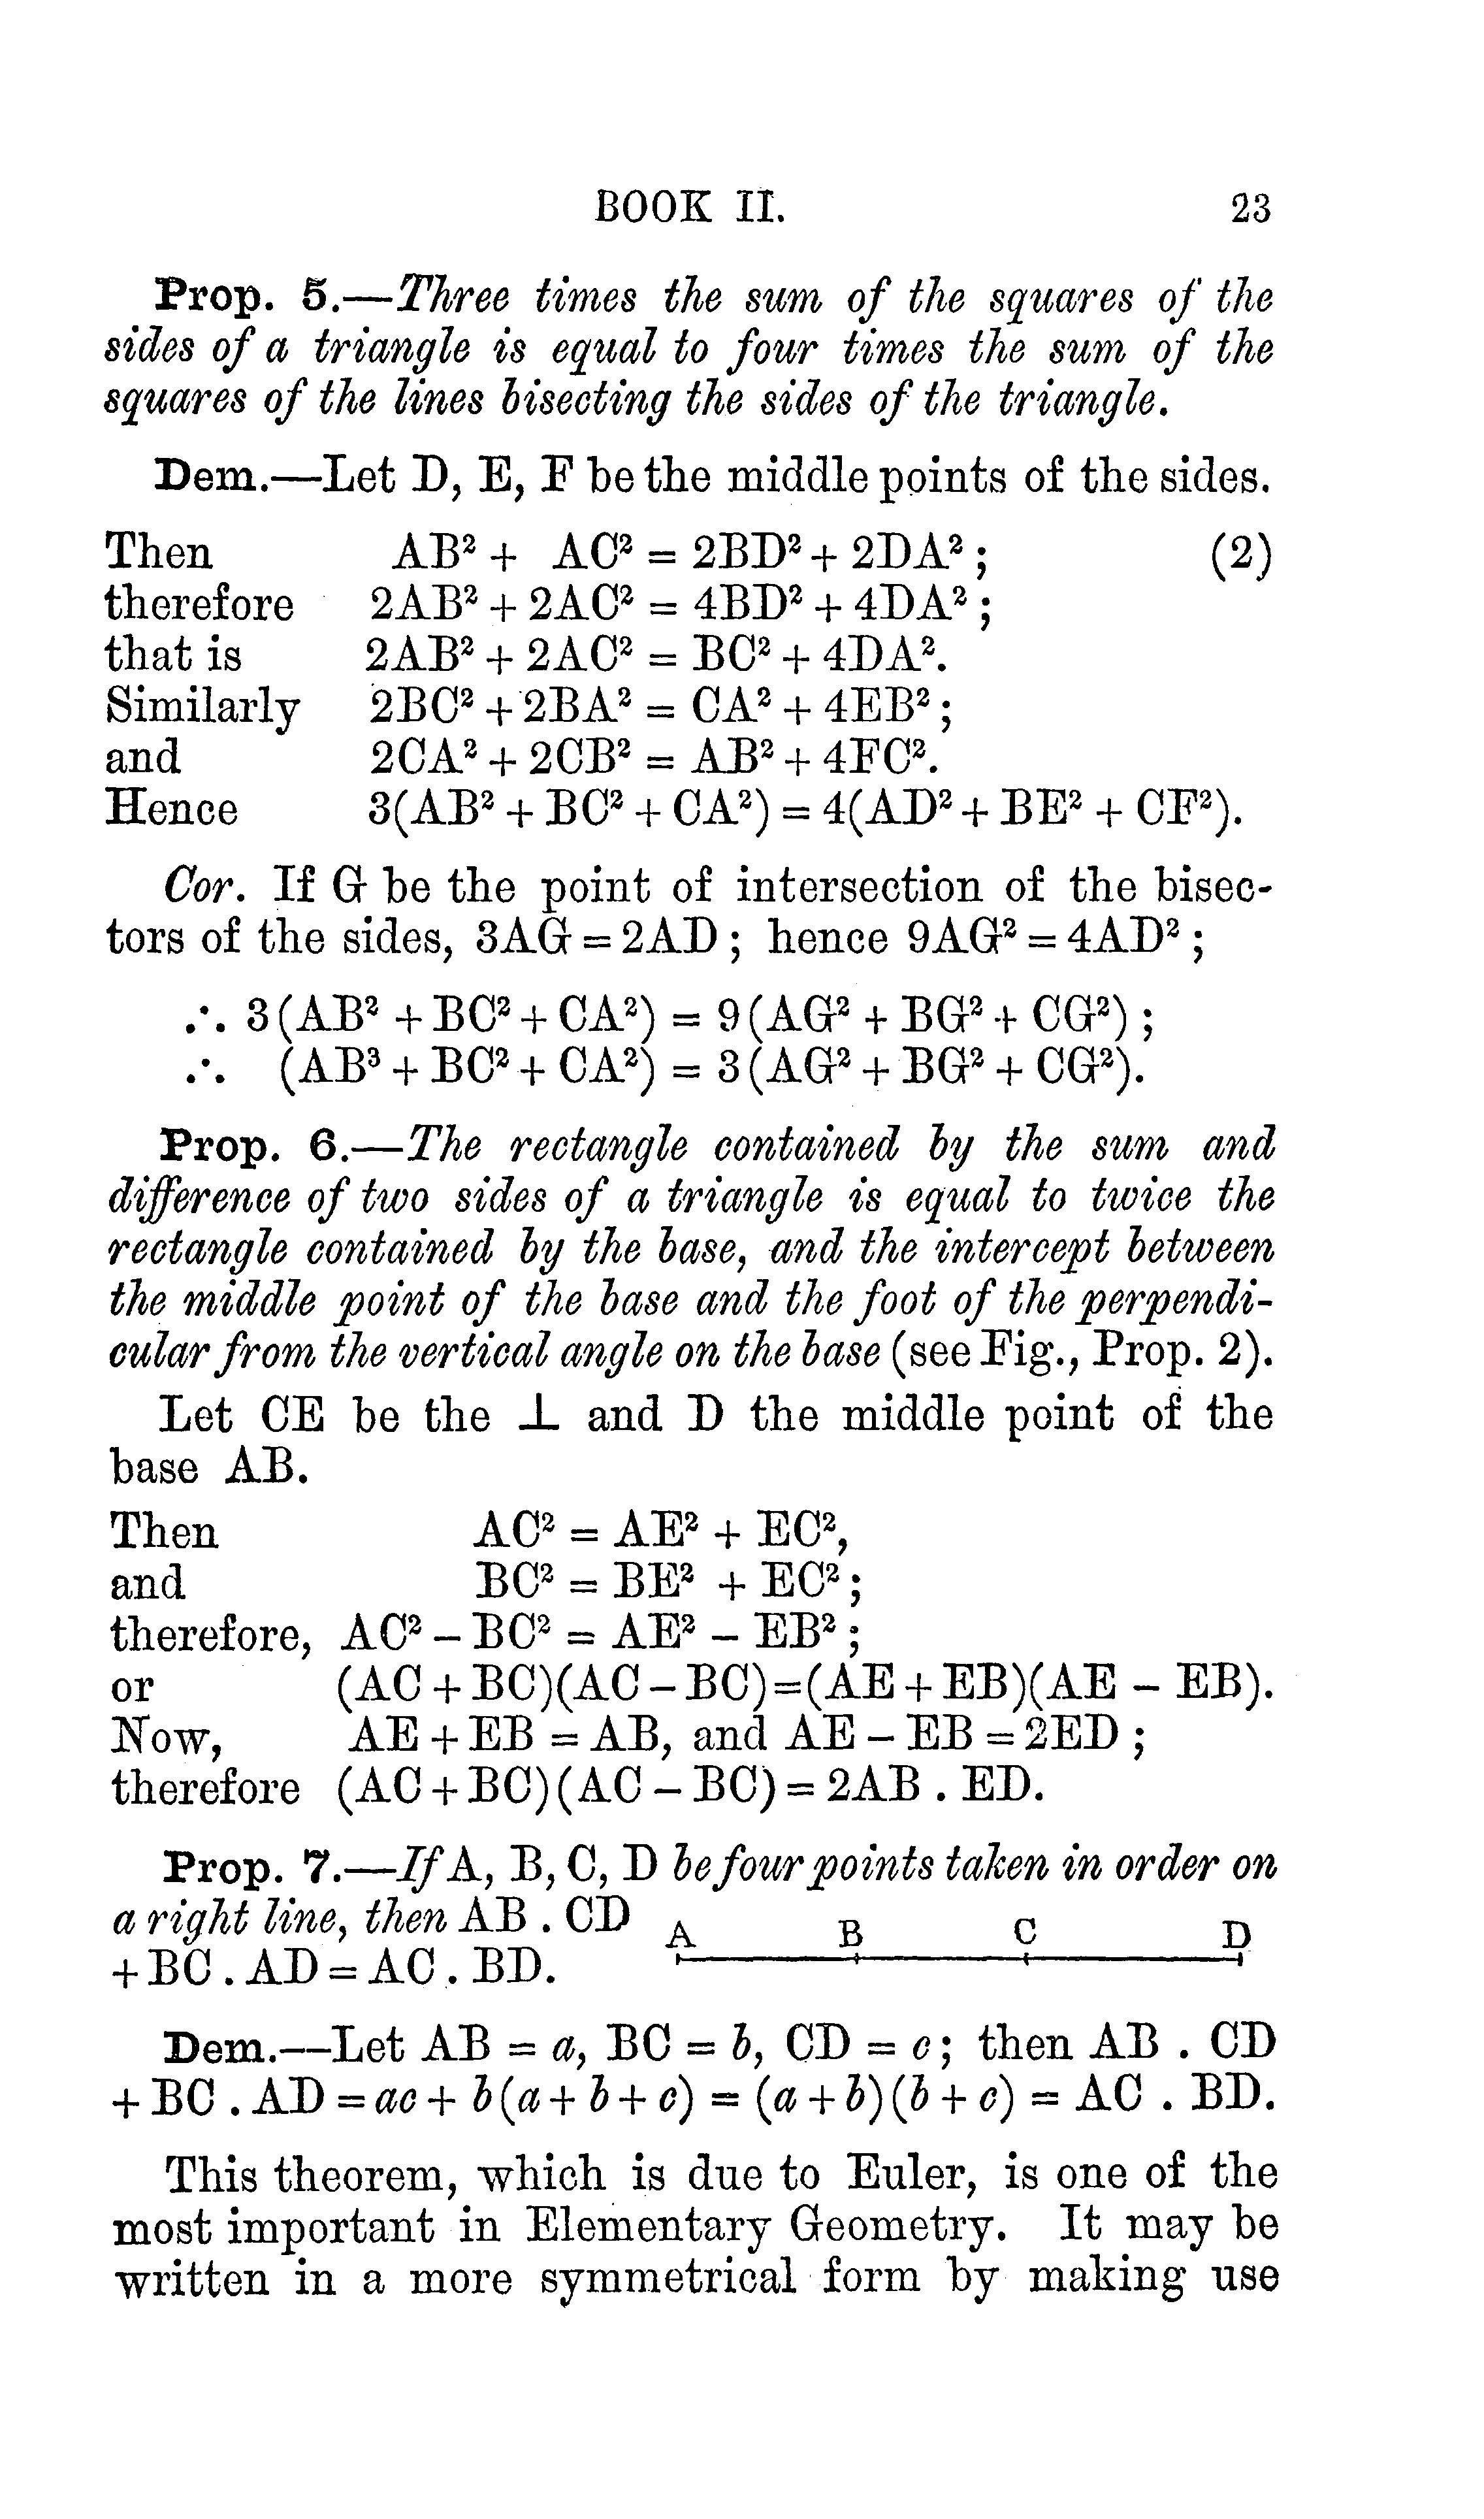 BOOK II. 23
Prop. 5.—Three times the sum of the squares of the
sides of a triangle is equal to four times the sum of the
squares of the lines bisecting the sides of the triangle.
Dem.—Let D, E, F be the middle points of the sides.
Then AB² + AC² = 2BD² + 2DA² ; (2)
therefore 2AB² + 2AC² = 4BD² + 4DA² ;
that is 2AB² + 2AC² = BC² + 4DA².
Similarly 2BC² + 2BA² = CA² + 4EB² ;
and 2CA² + 2CB² = AB² + 4FC².
Hence 3(AB² + BC² + CA²) = 4(AD² + BE² + CF²).
Cor. If G be the point of intersection of the bisec-
tors of the sides, 3AG = 2AD ; hence 9AG² = 4AD² ;
∴ 3(AB² + BC² + CA²) = 9(AG² + BG² + CG²) ;
∴ (AB³ + BC² + CA²) = 3(AG² + BG² + CG²).
Prop. 6.—The rectangle contained by the sum and
difference of two sides of a triangle is equal to twice the
rectangle contained by the base, and the intercept between
the middle point of the base and the foot of the perpendi-
cular from the vertical angle on the base (see Fig., Prop. 2).
Let CE be the ⊥ and D the middle point of the
base AB.
Then AC² = AE² + EC²,
and BC² = BE² + EC² ;
therefore, AC² – BC² = AE² – EB² ;
or (AC + BC)(AC – BC)=(AE + EB)(AE – EB).
Now, AE + EB = AB, and AE – EB = 2ED ;
therefore (AC + BC)(AC – BC) = 2AB . ED.
Prop. 7.—If A, B, C, D be four points taken in order on
a right line, then AB . CD
+ BC . AD = AC . BD.
A B C D
Dem.—Let AB = a, BC = b, CD = c ; then AB . CD
+ BC . AD = ac + b(a + b + c) = (a + b)(b + c) = AC . BD.
This theorem, which is due to Euler, is one of the
most important in Elementary Geometry. It may be
written in a more symmetrical form by making use